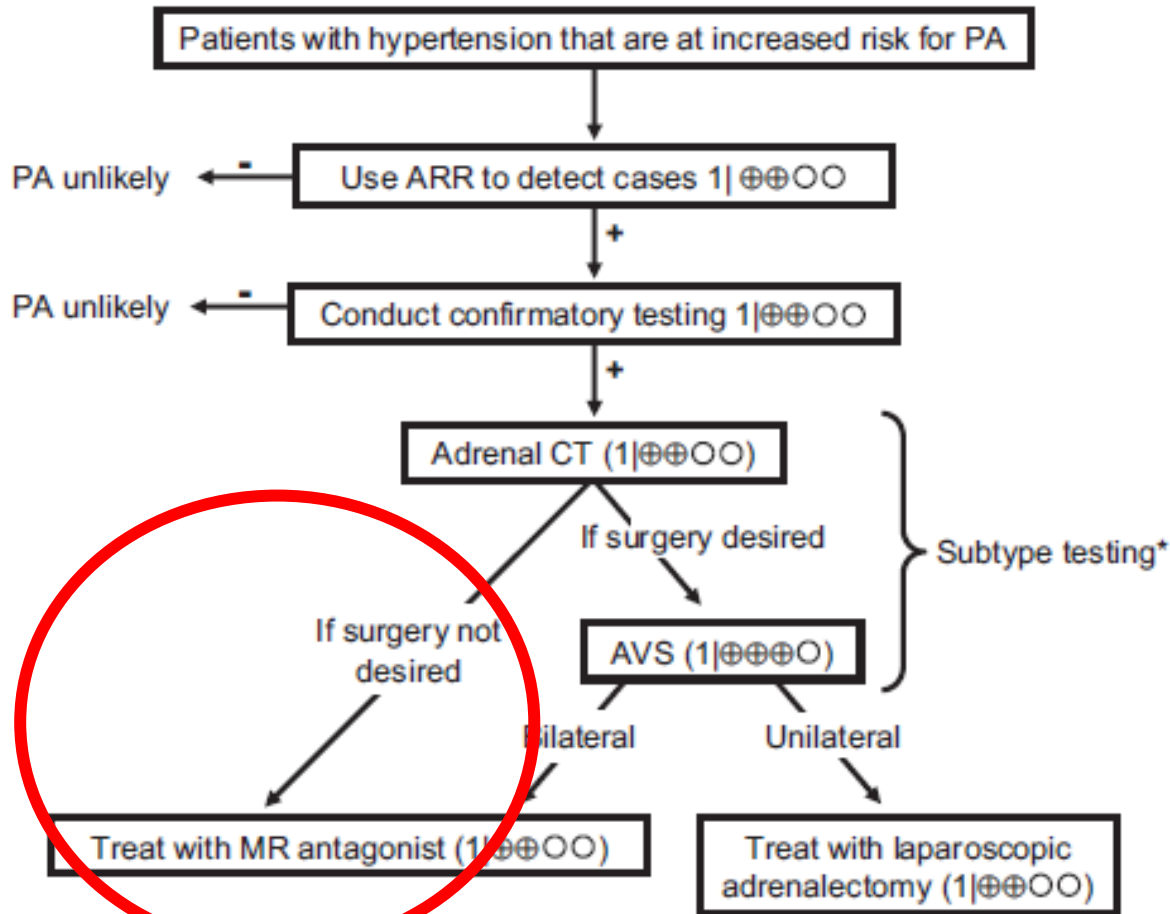 Patients with hypertension that are at increased risk for PA
PA unlikely
-
Use ARR to detect cases 1| ⊕⊕○○
+
PA unlikely
-
Conduct confirmatory testing 1|⊕⊕○○
+
Adrenal CT (1|⊕⊕○○)
If surgery desired
Subtype testing*
If surgery not
desired
AVS (1|⊕⊕⊕○)
Bilateral
Unilateral
Treat with MR antagonist (1|⊕⊕○○)
Treat with laparoscopic
adrenalectomy (1|⊕⊕○○)